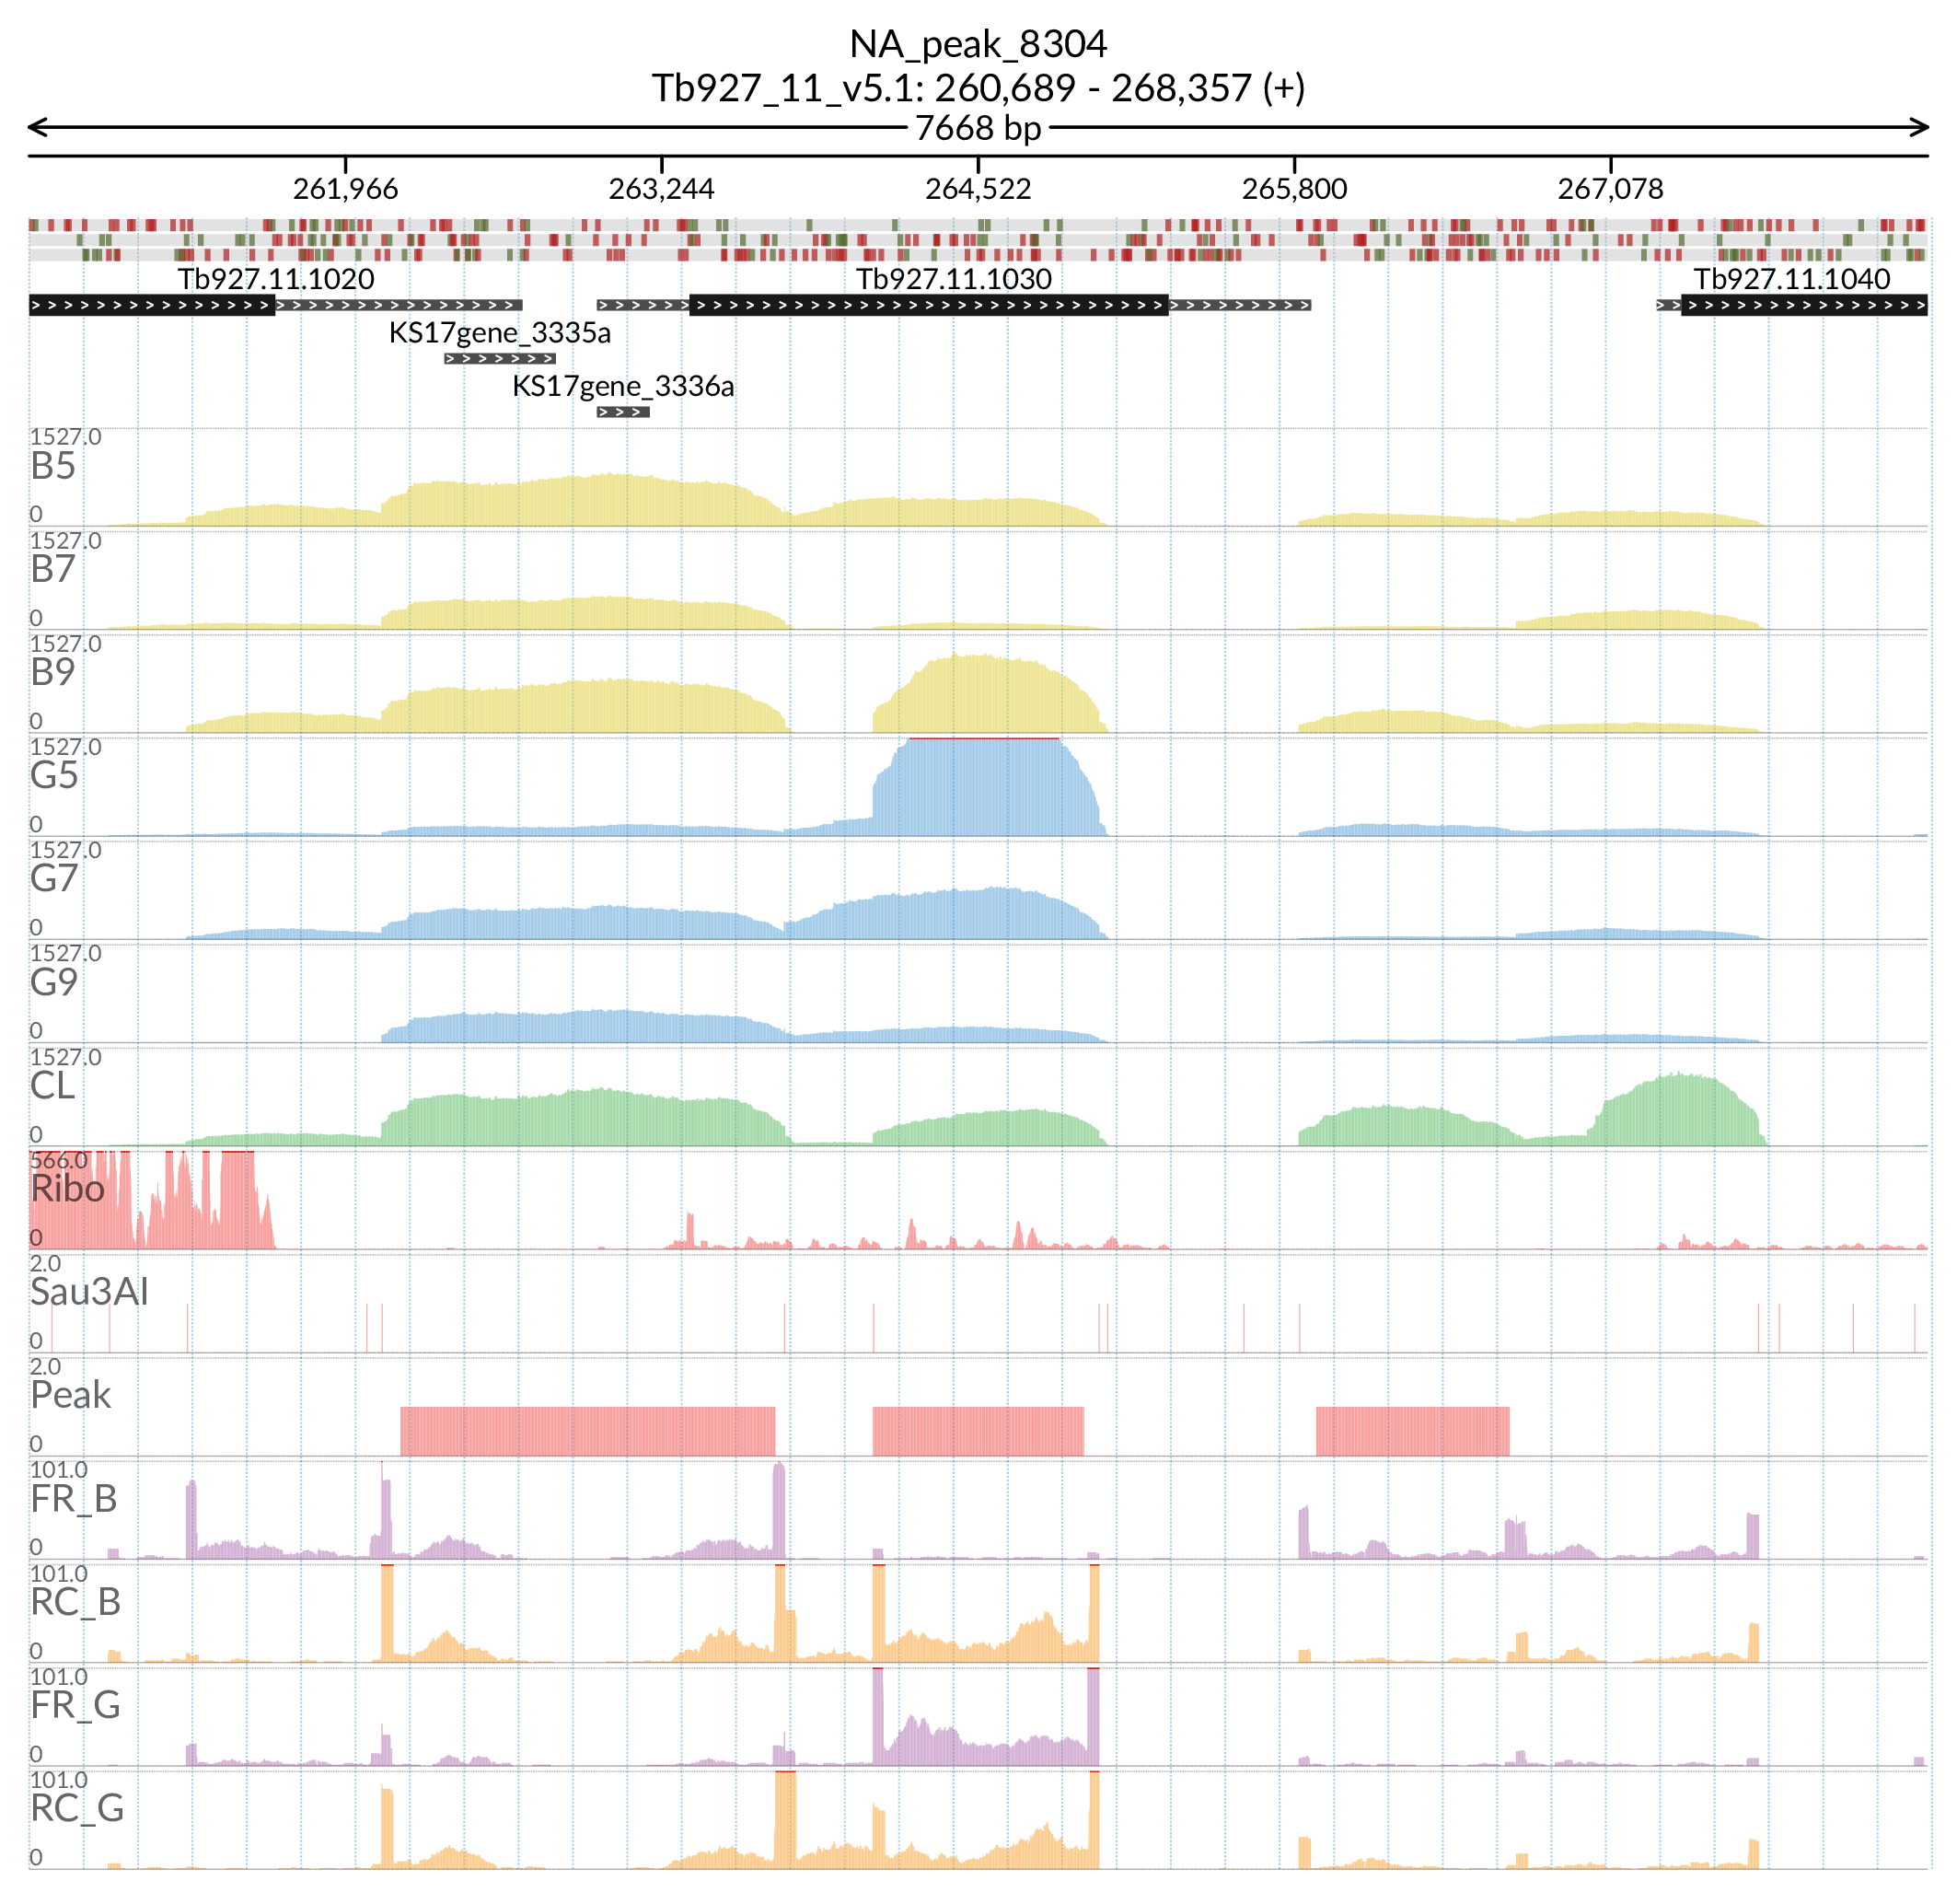 NA_peak_8304
Tb927_11_v5.1: 260,689 - 268,357 (+)
7668 bp
261,966 263,244 264,522 265,800 267,078
Tb927.11.1020 Tb927.11.1030 Tb927.11.1040
KS17gene_3335a
KS17gene_3336a
1527.0
B5
0
1527.0
B7
0
1527.0
B9
0
1527.0
G5
0
1527.0
G7
0
1527.0
G9
0
1527.0
CL
0
566.0
Ribo
0
2.0
Sau3AI
0
2.0
Peak
0
101.0
FR_B
0
101.0
RC_B
0
101.0
FR_G
0
101.0
RC_G
0